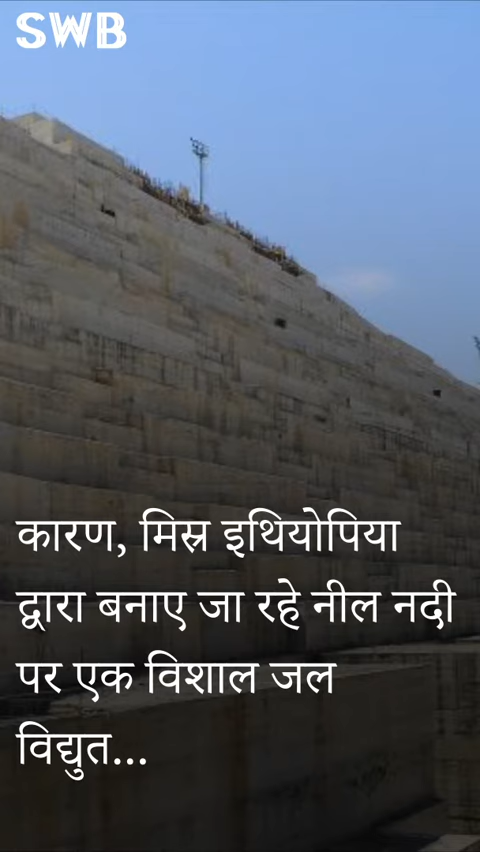 SWB
कारण, मिस्र इथियोपिया
द्वारा बनाए जा रहे नील नदी
पर एक विशाल जल
विद्युत...